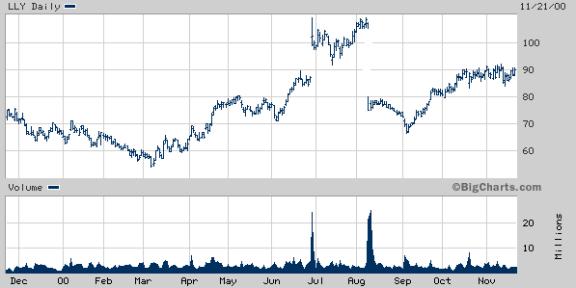 LLY Daily 11/21/00
100
90
80
70
60
Volume ©BigCharts.com
20
10
Millions
Dec 00 Feb Mar Apr May Jun Jul Aug Sep Oct Nov